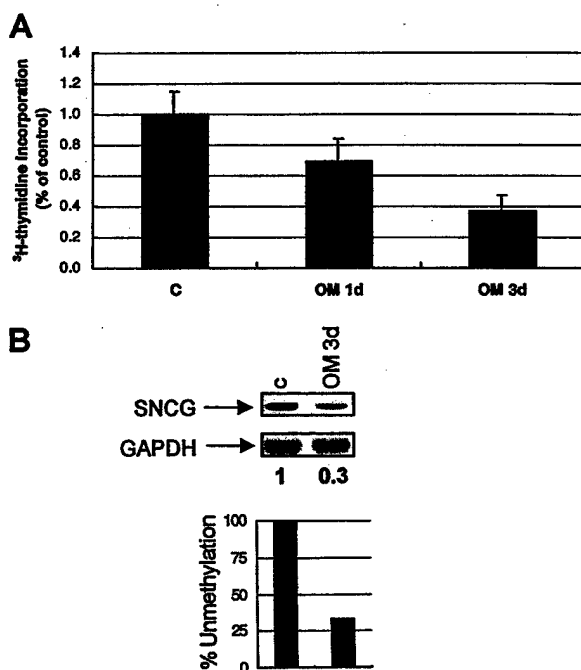 A
³H-thymidine incorporation
(% of control)
1.4
1.2
1.0
0.8
0.6
0.4
0.2
0.0
C
OM 1d
OM 3d
B
C
OM 3d
SNCG
GAPDH
1
0.3
% Unmethylation
100
75
50
25
0